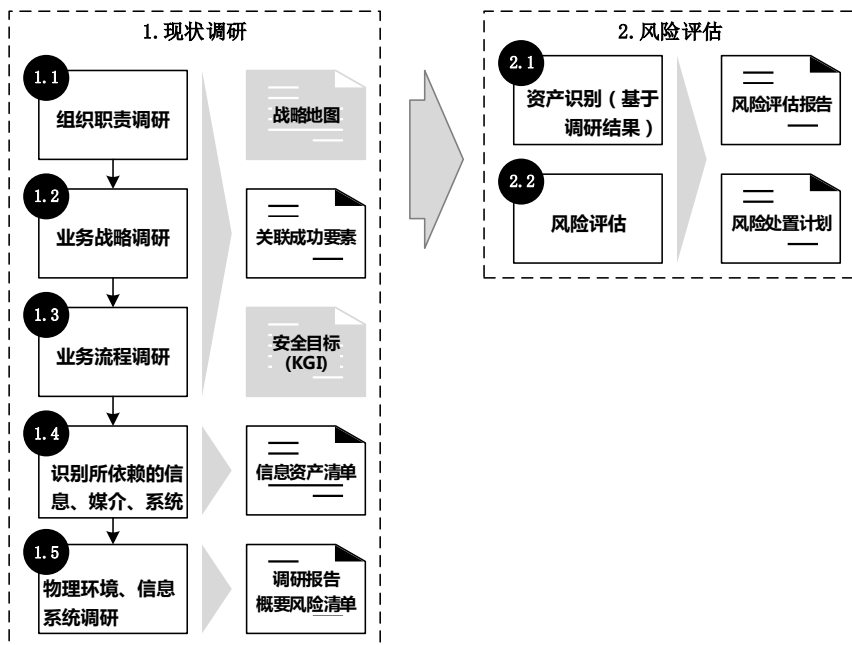 1.现状调研
1.1
组织职责调研
战略地图
1.2
业务战略调研
关联成功要素
1.3
业务流程调研
安全目标
(KGI)
1.4
识别所依赖的信
息、媒介、系统
信息资产清单
1.5
物理环境、信息
系统调研
调研报告
概要风险清单
2.风险评估
2.1
资产识别（基于
调研结果）
风险评估报告
2.2
风险评估
风险处置计划